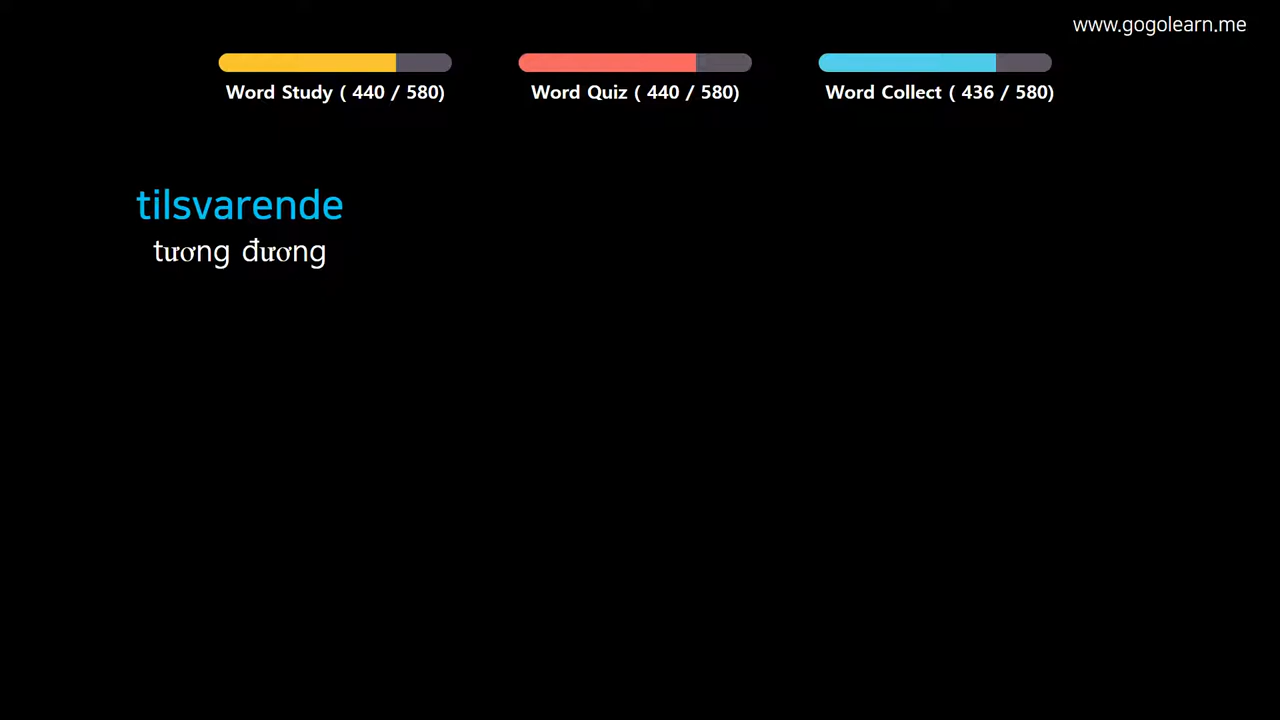 www.gogolearn.me
Word Study ( 440 / 580)
Word Quiz ( 440 / 580)
Word Collect ( 436 / 580)
tilsvarende
tương đương